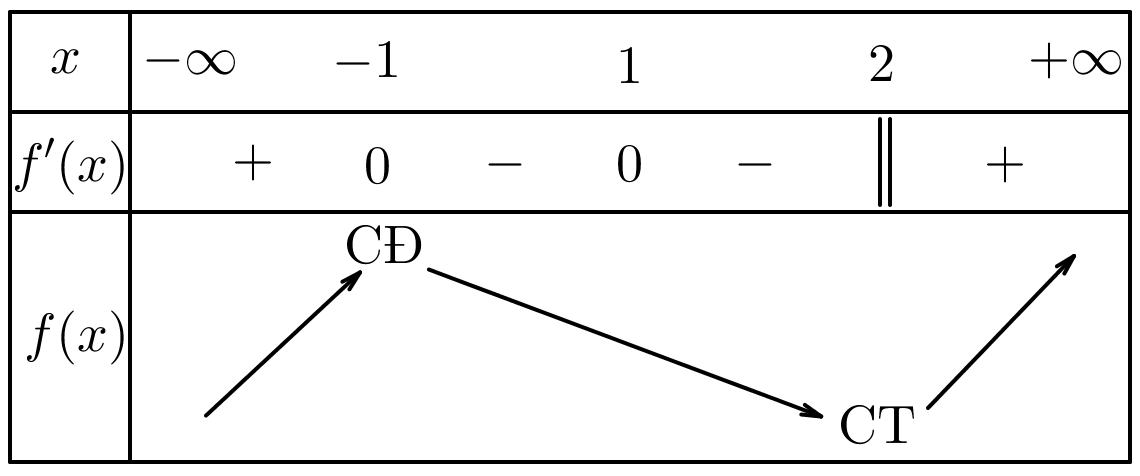 x −∞ −1 1 2 +∞
f′(x) + 0 − 0 − || +
CĐ
f(x)
CT